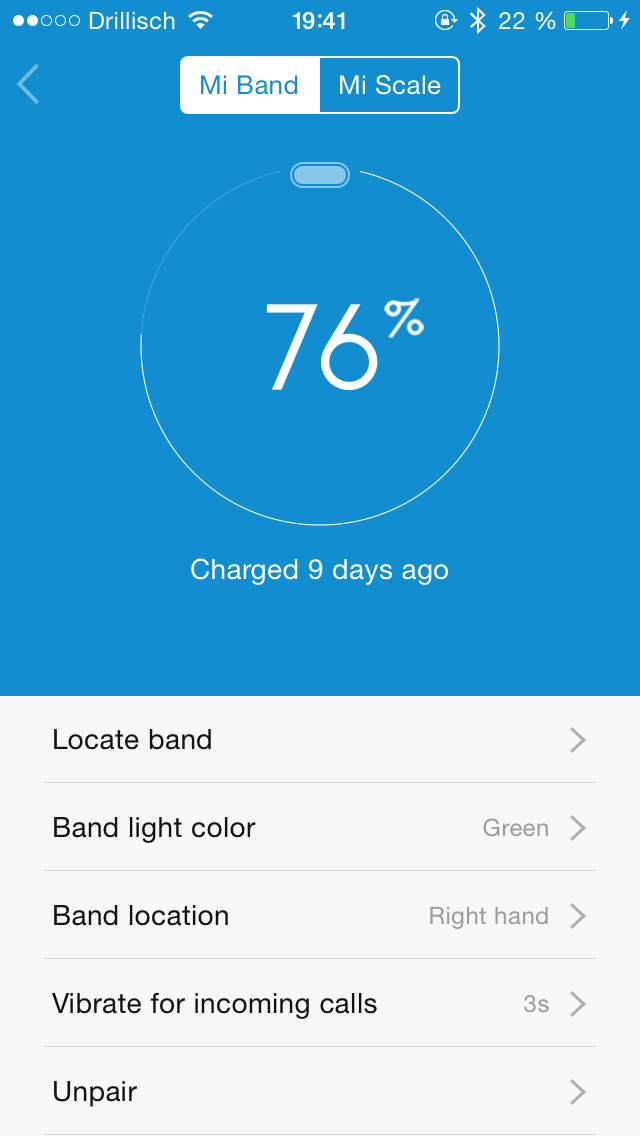 Drillisch 19:41 22 %
Mi Band Mi Scale
76%
Charged 9 days ago
Locate band
Band light color Green
Band location Right hand
Vibrate for incoming calls 3s
Unpair